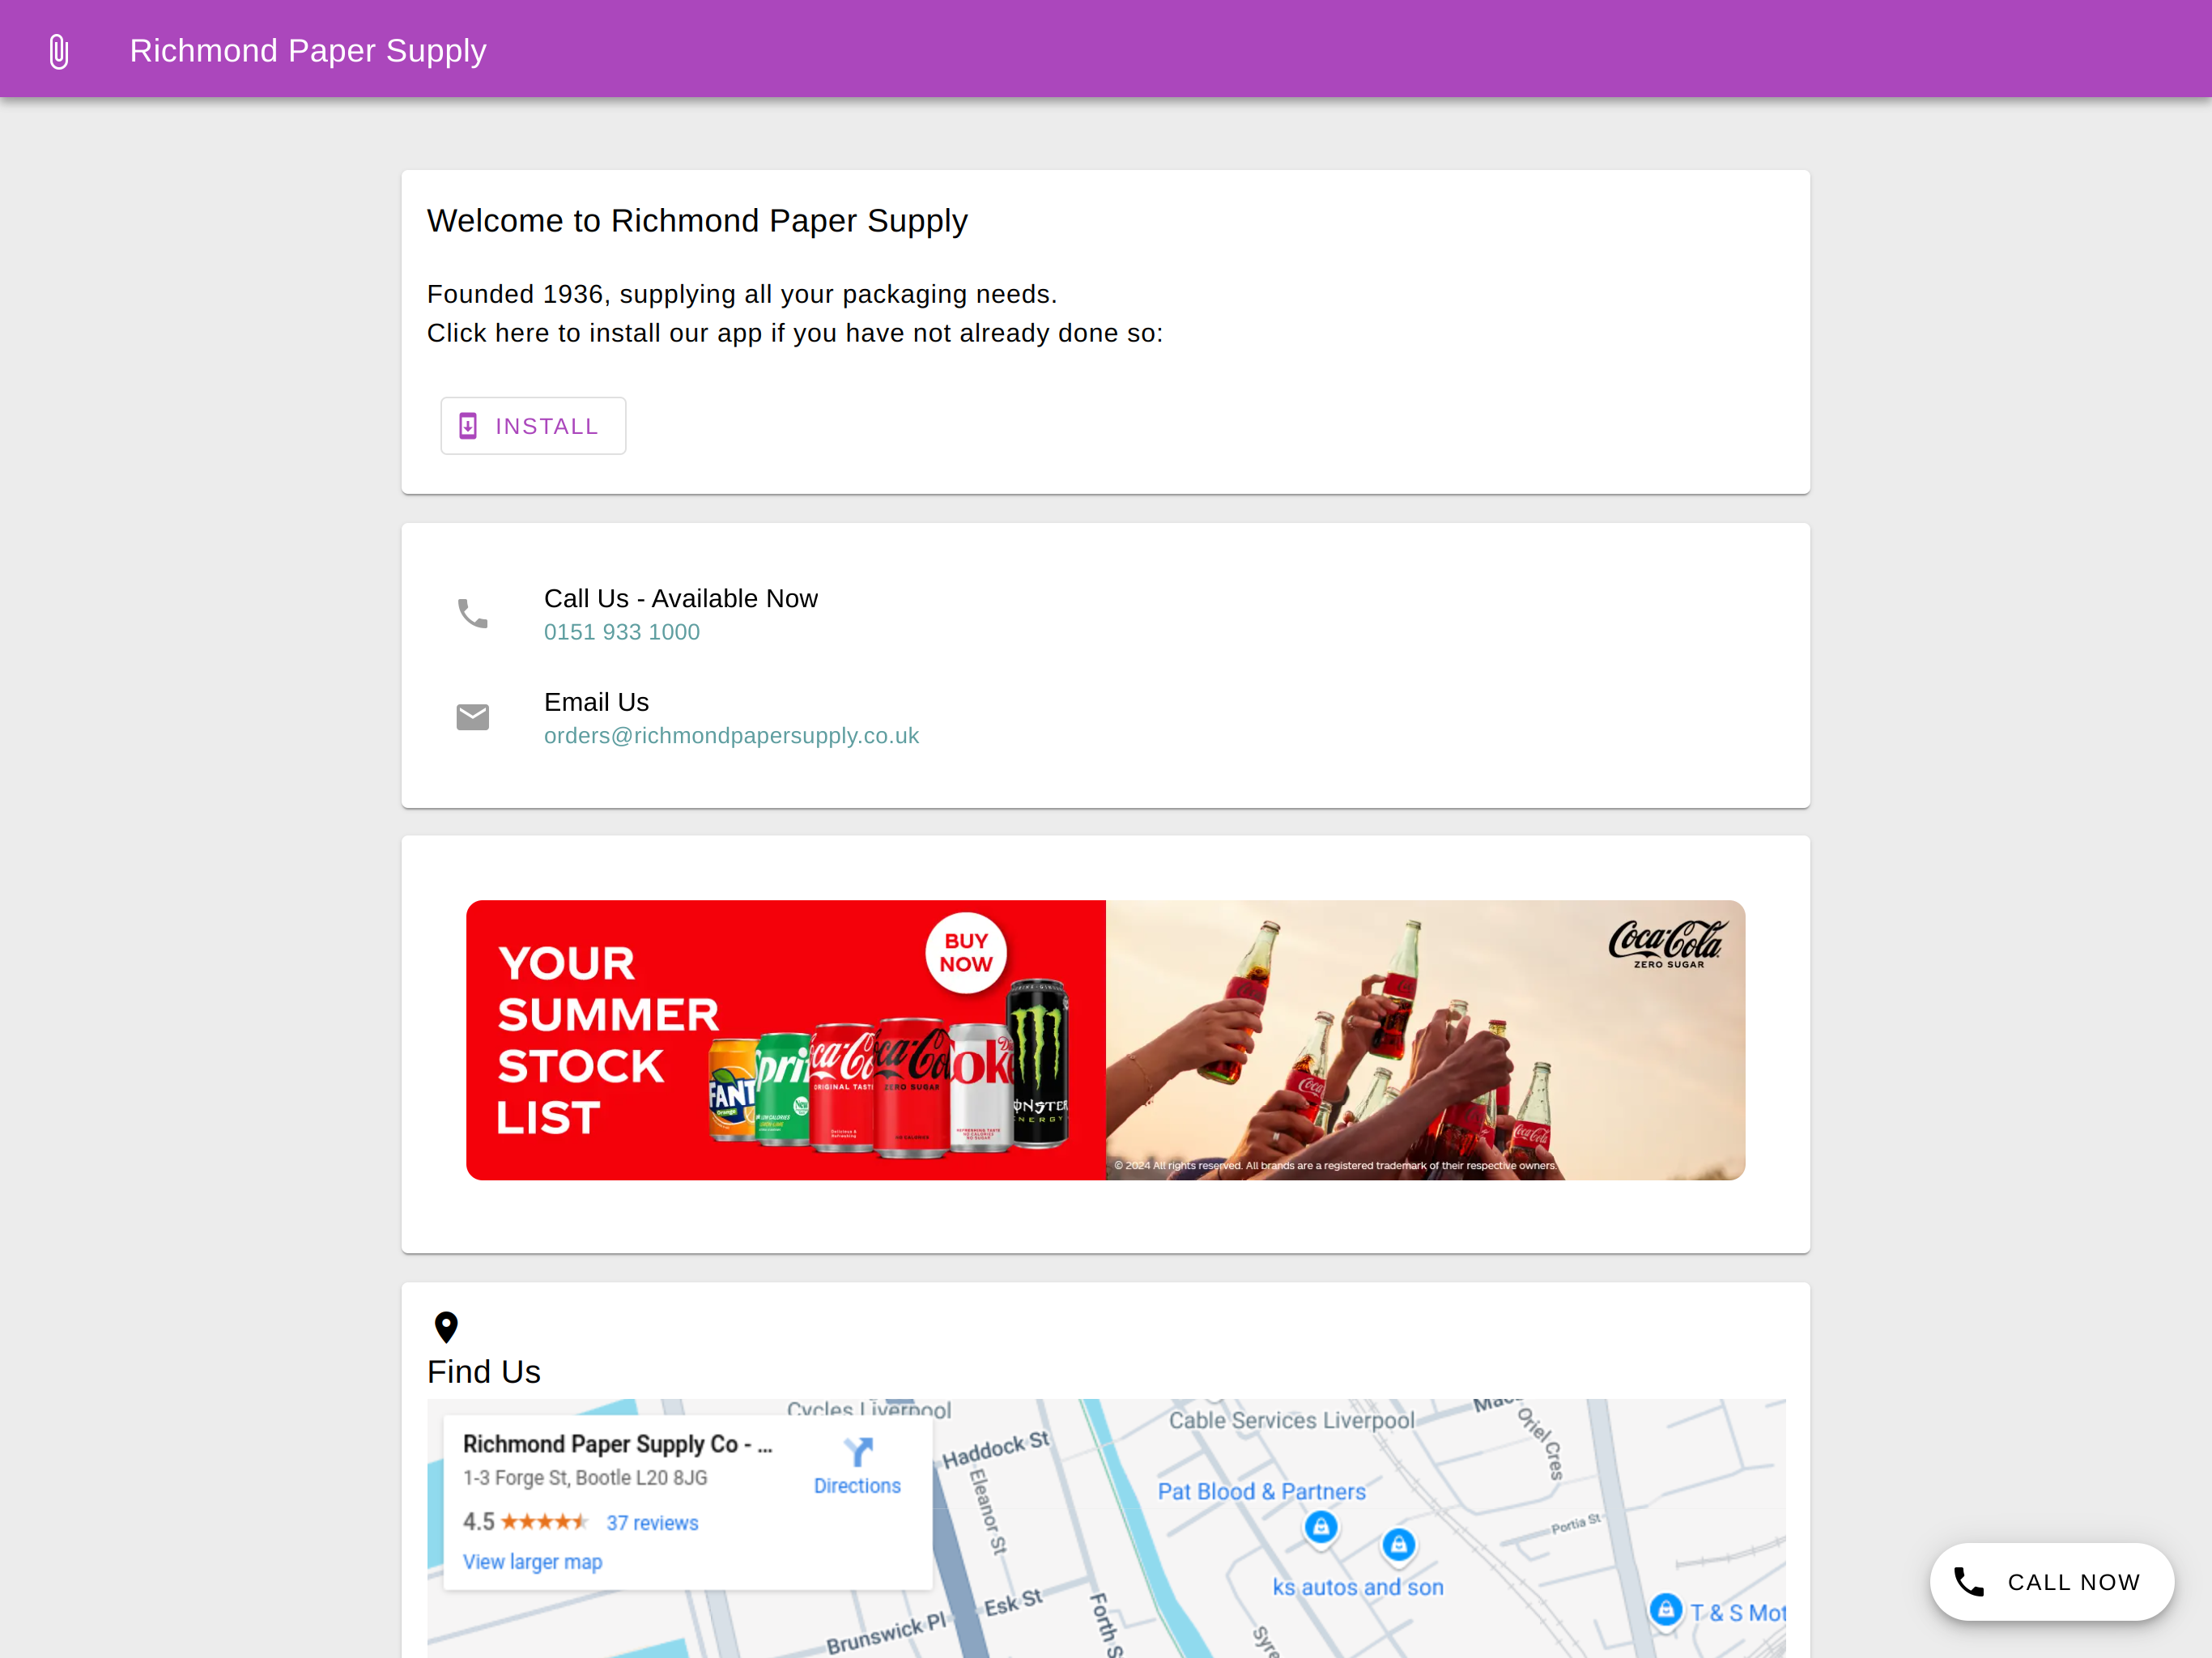 Richmond Paper Supply
Welcome to Richmond Paper Supply
Founded 1936, supplying all your packaging needs.
Click here to install our app if you have not already done so:
INSTALL
Call Us - Available Now
0151 933 1000
Email Us
orders@richmondpapersupply.co.uk
YOUR
SUMMER
STOCK
LIST
BUY
NOW
Coca-Cola
ZERO SUGAR
© 2024 All rights reserved. All brands are a registered trademark of their respective owners.
Find Us
Richmond Paper Supply Co - ...
1-3 Forge St, Bootle L20 8JG
4.5
37 reviews
View larger map
Directions
Cycles Liverpool
Cable Services Liverpool
Haddock St
Eleanor St
Oriel Cres
Pat Blood & Partners
Portia St
ks autos and son
Esk St
Brunswick Pl
Forth S
T & S Mot
CALL NOW